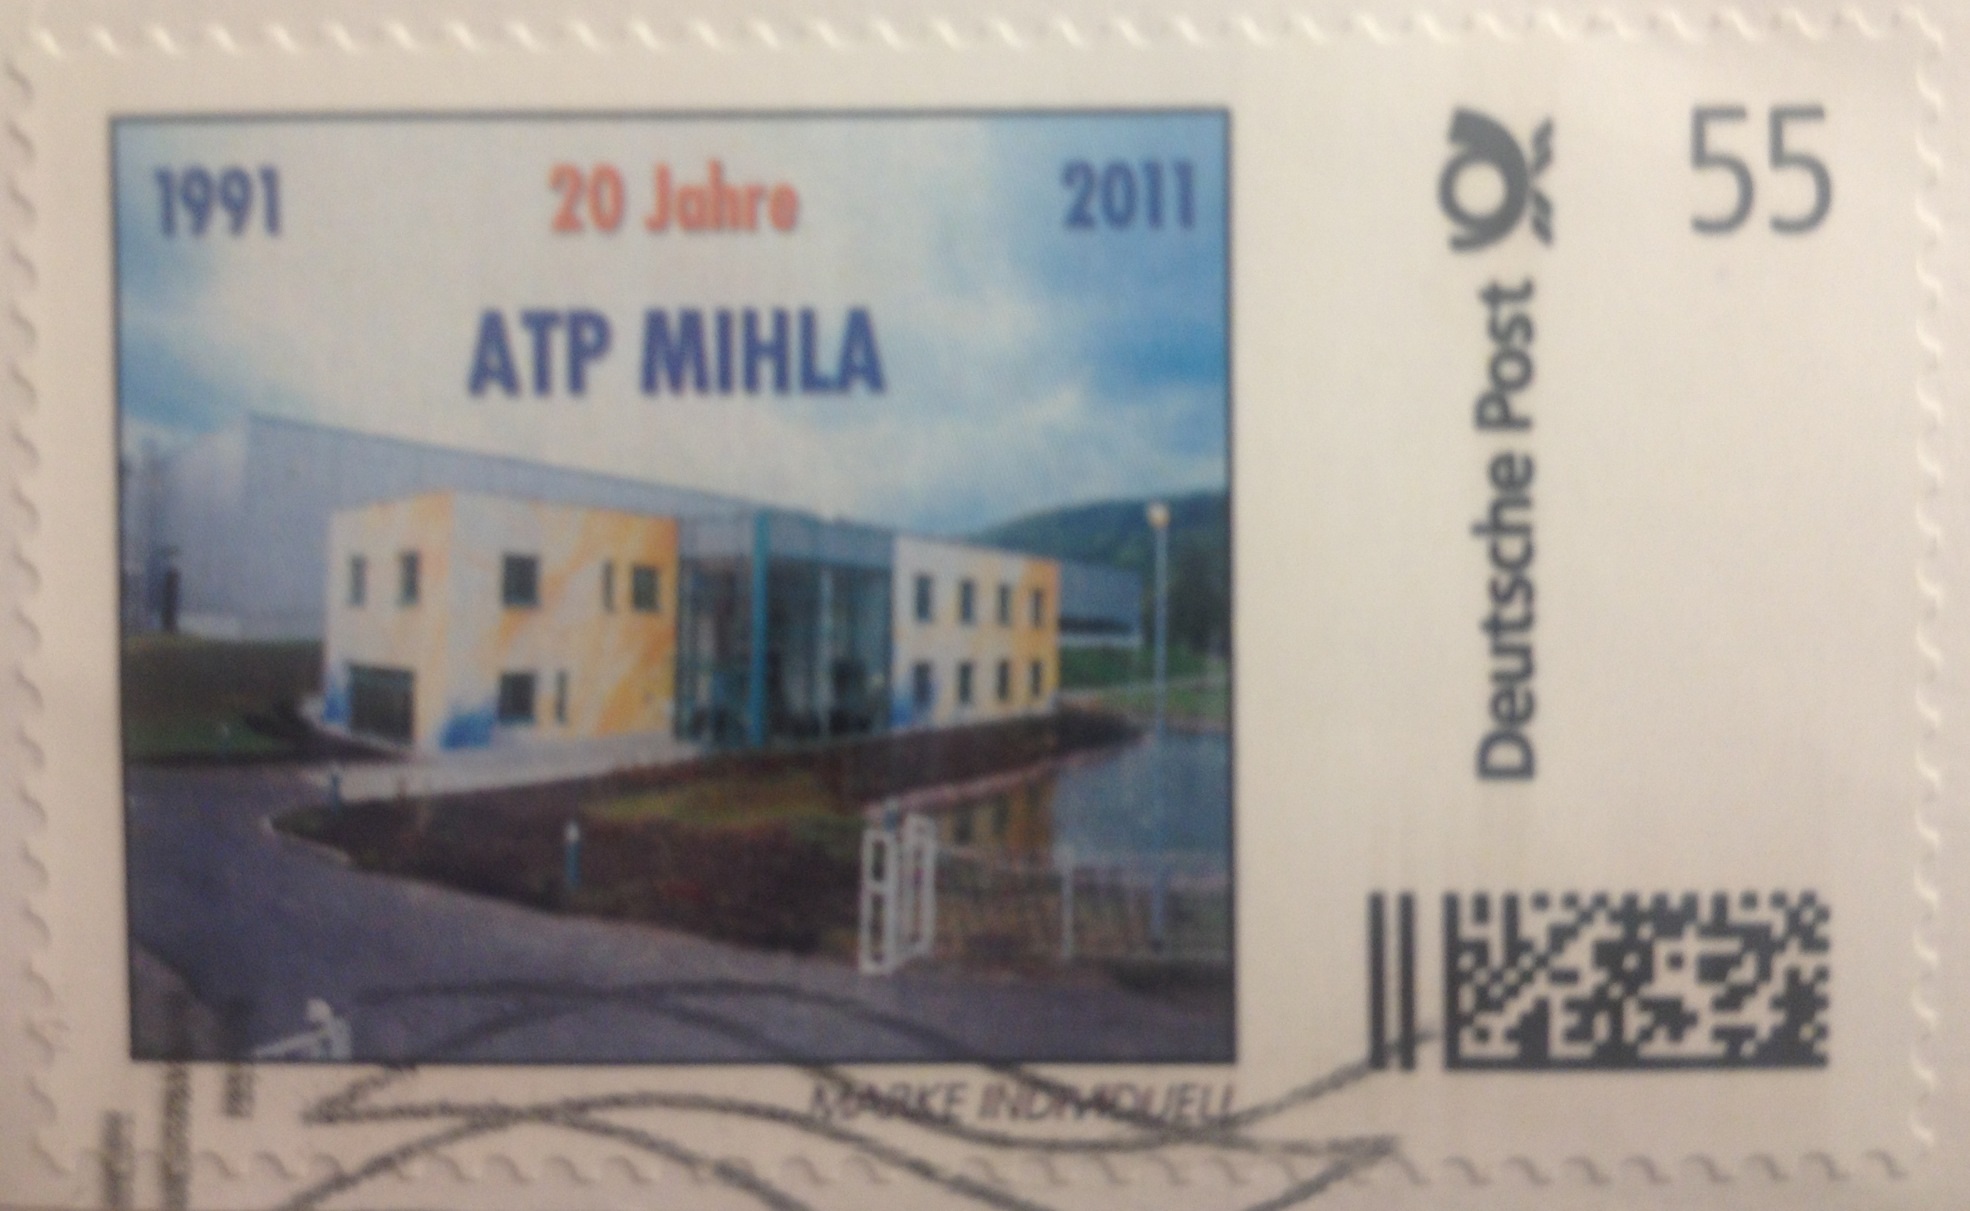 1991 20 Jahre 2011
ATP MIHLA
Deutsche Post
55
MARKE INDIVIDUELL